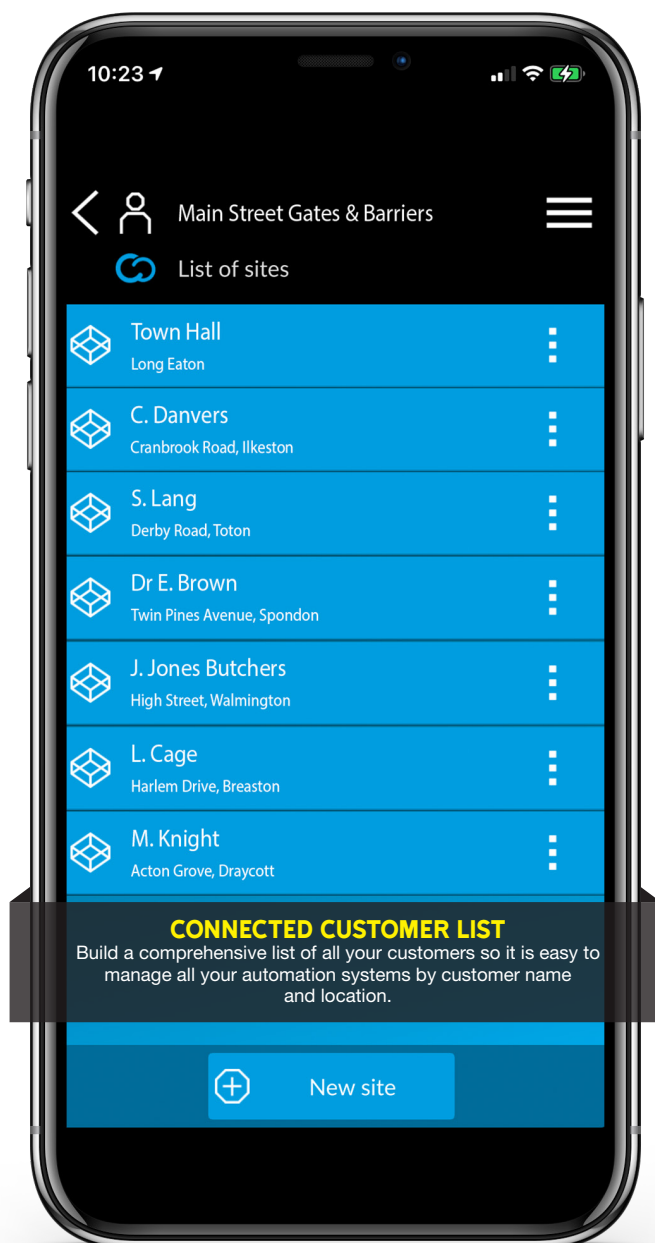 10:23
Main Street Gates & Barriers
List of sites
Town Hall
Long Eaton
C. Danvers
Cranbrook Road, Ilkeston
S. Lang
Derby Road, Toton
Dr E. Brown
Twin Pines Avenue, Spondon
J. Jones Butchers
High Street, Walmington
L. Cage
Harlem Drive, Breaston
M. Knight
Acton Grove, Draycott
CONNECTED CUSTOMER LIST
Build a comprehensive list of all your customers so it is easy to
manage all your automation systems by customer name
and location.
New site